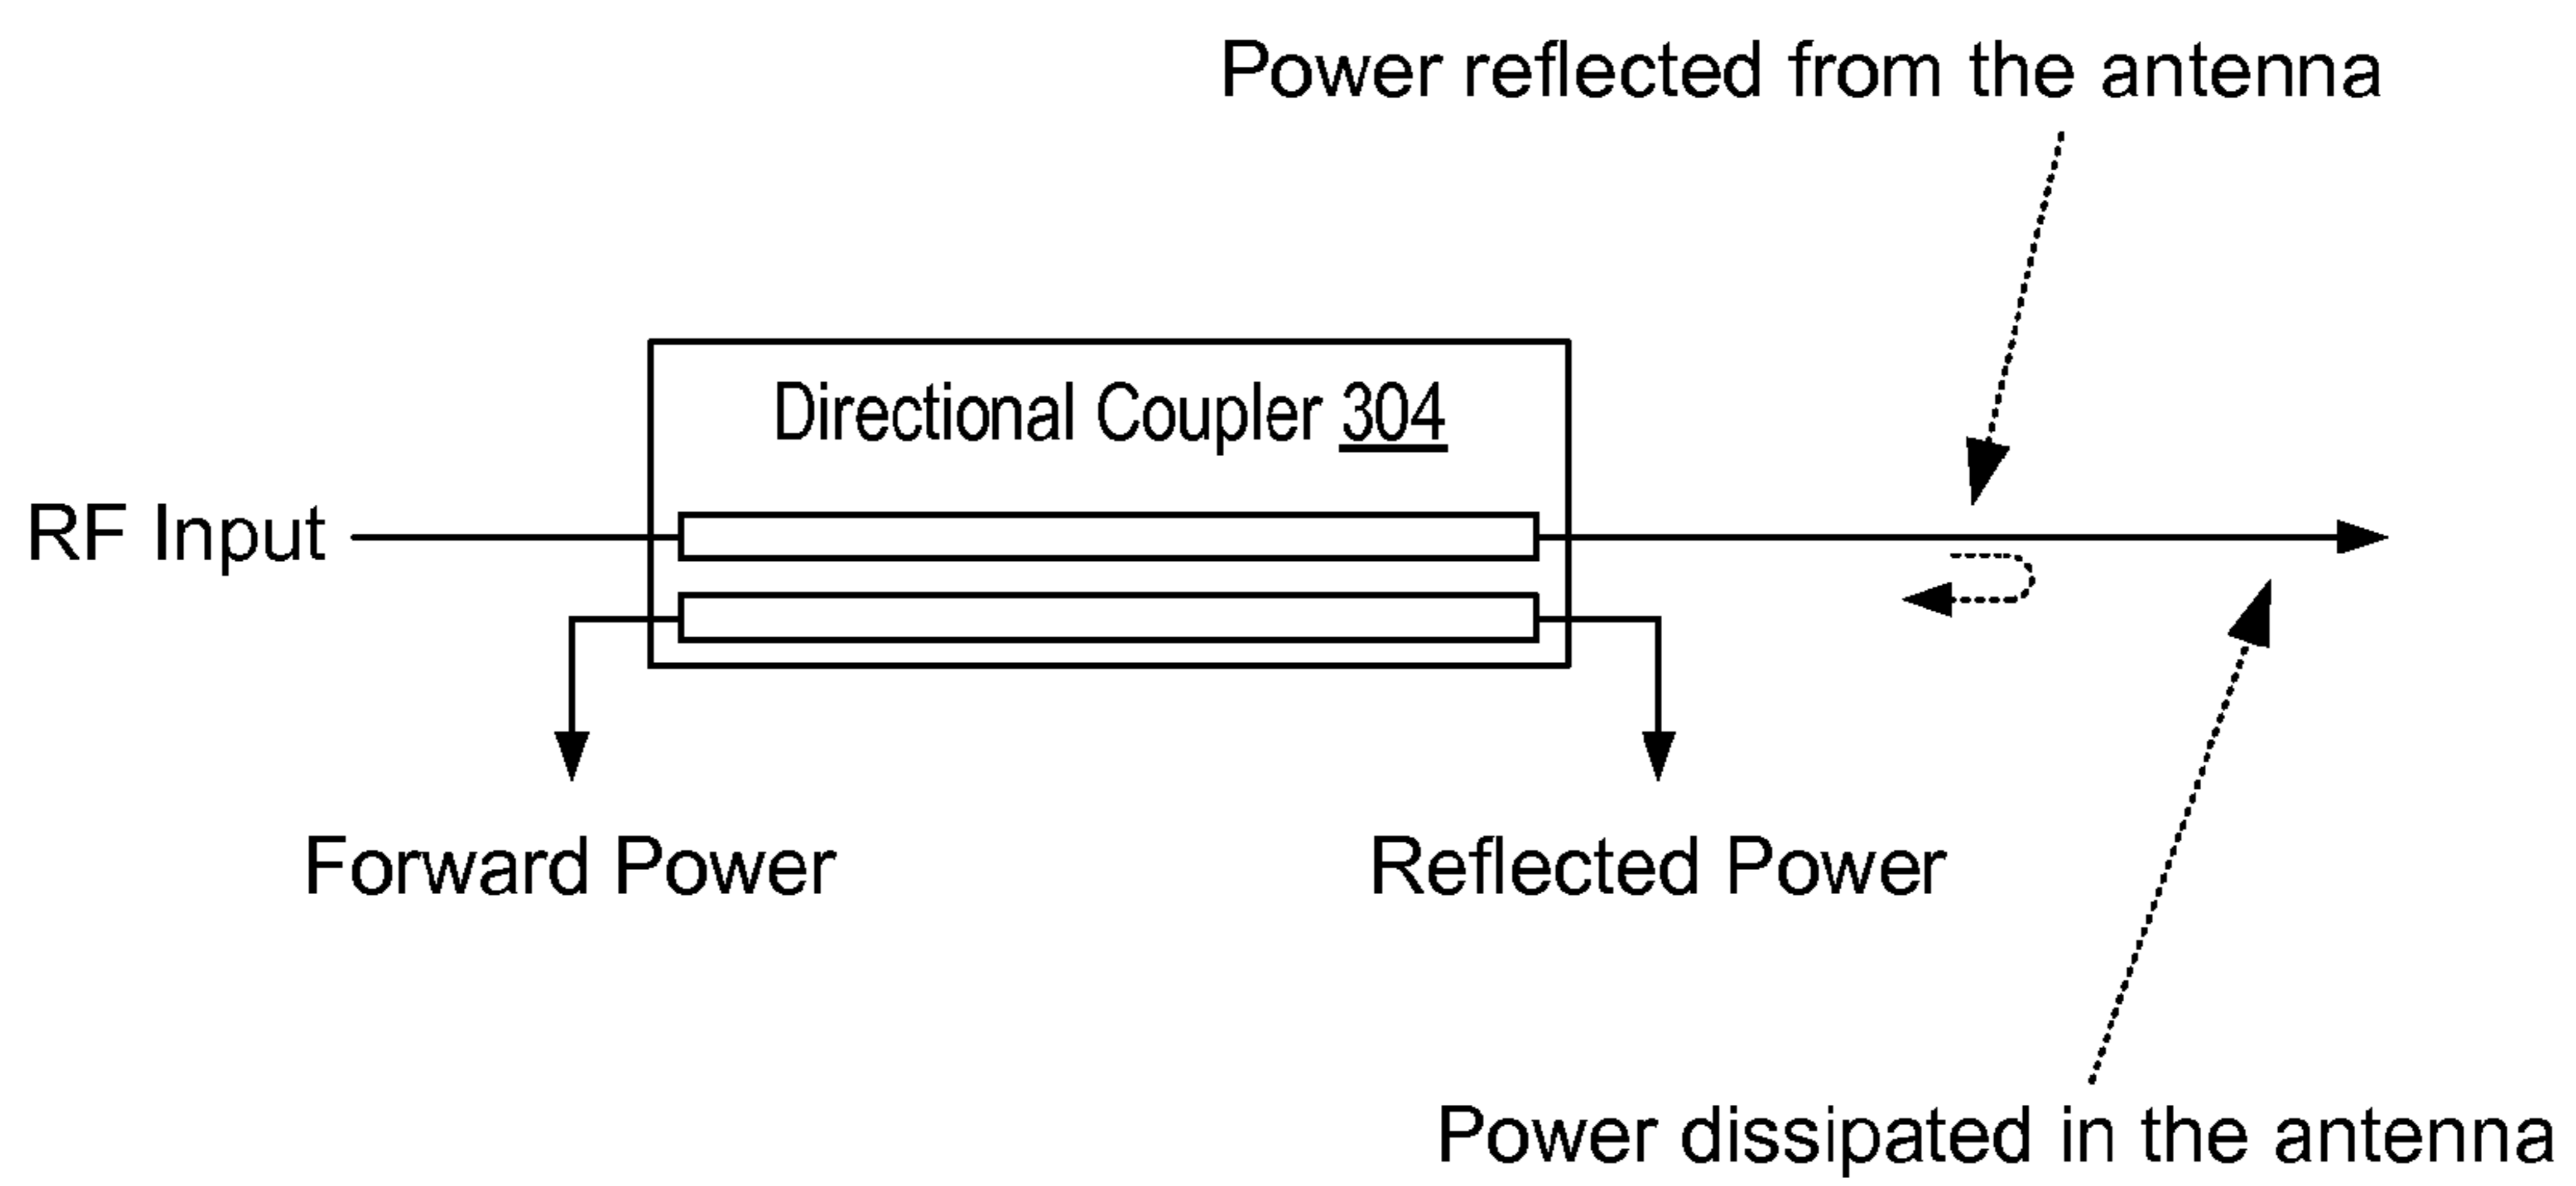 Power reflected from the antenna
Directional Coupler 304
RF Input
Forward Power
Reflected Power
Power dissipated in the antenna